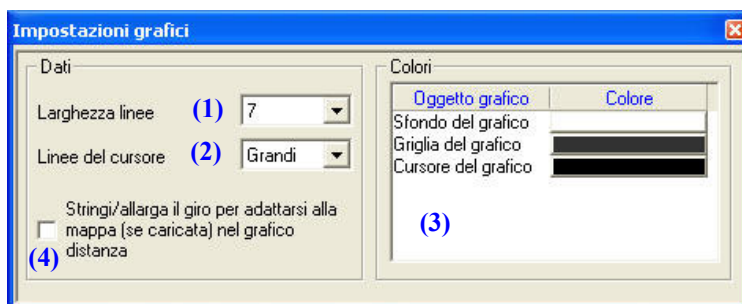 Impostazioni grafici
Dati
Larghezza linee (1) 7
Linee del cursore (2) Grandi
Stringi/allarga il giro per adattarsi alla
mappa (se caricata) nel grafico
distanza
(4)
Colori
Oggetto grafico Colore
Sfondo del grafico
Griglia del grafico
Cursore del grafico
(3)